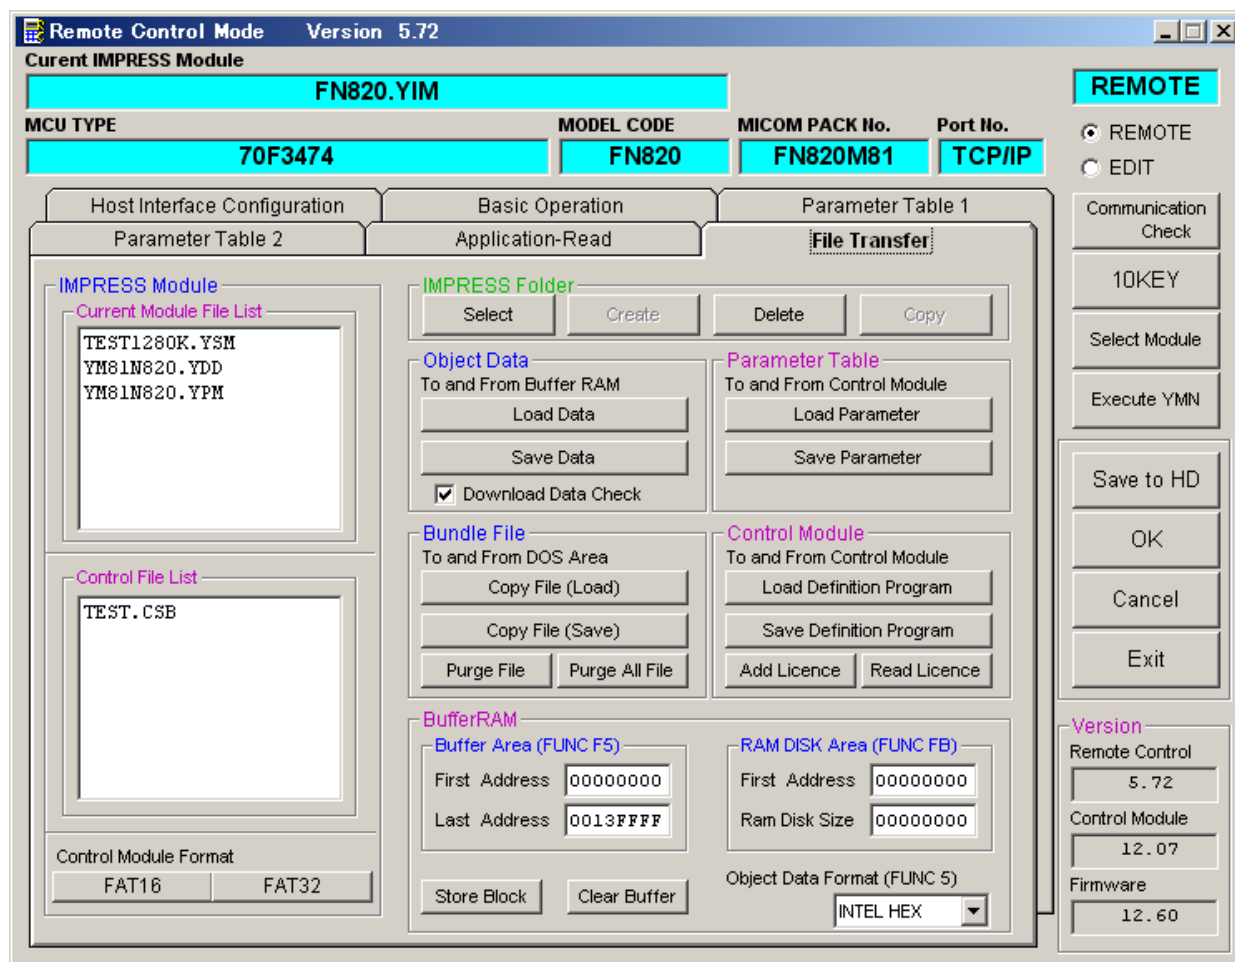 Remote Control Mode Version 5.72
Curent IMPRESS Module
FN820.YIM
MCU TYPE MODEL CODE MICOM PACK No. Port No.
70F3474 FN820 FN820M81 TCP/IP
REMOTE
REMOTE
EDIT
Host Interface Configuration Basic Operation Parameter Table 1
Parameter Table 2 Application-Read File Transfer
IMPRESS Module
Current Module File List
TEST1280K.YSM
YM81N820.YDD
YM81N820.YPM
Control File List
TEST.CSB
Control Module Format
FAT16 FAT32
IMPRESS Folder
Select Create Delete Copy
Object Data
To and From Buffer RAM
Load Data
Save Data
Download Data Check
Parameter Table
To and From Control Module
Load Parameter
Save Parameter
Bundle File
To and From DOS Area
Copy File (Load)
Copy File (Save)
Purge File Purge All File
Control Module
To and From Control Module
Load Definition Program
Save Definition Program
Add Licence Read Licence
BufferRAM
Buffer Area (FUNC F5)
First Address 00000000
Last Address 0013FFFF
RAM DISK Area (FUNC FB)
First Address 00000000
Ram Disk Size 00000000
Store Block Clear Buffer
Object Data Format (FUNC 5)
INTEL HEX
Communication
Check
10KEY
Select Module
Execute YMN
Save to HD
OK
Cancel
Exit
Version
Remote Control
5.72
Control Module
12.07
Firmware
12.60